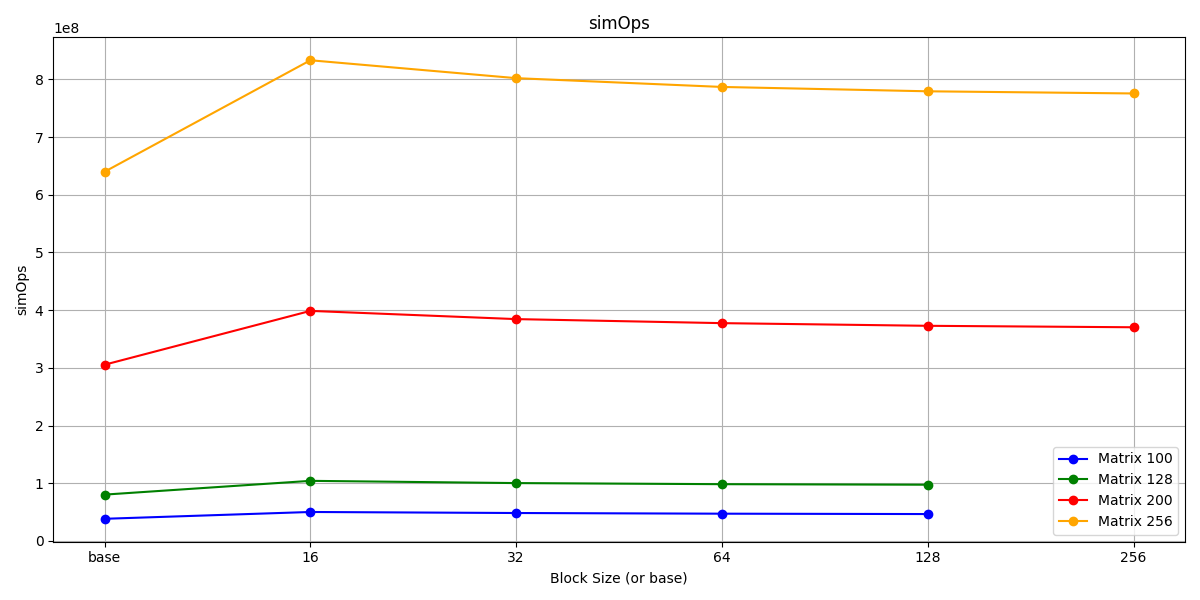 simOps
1e8
8
7
6
5
4
3
2
1
0
simOps
base 16 32 64 128 256
Block Size (or base)
Matrix 100
Matrix 128
Matrix 200
Matrix 256